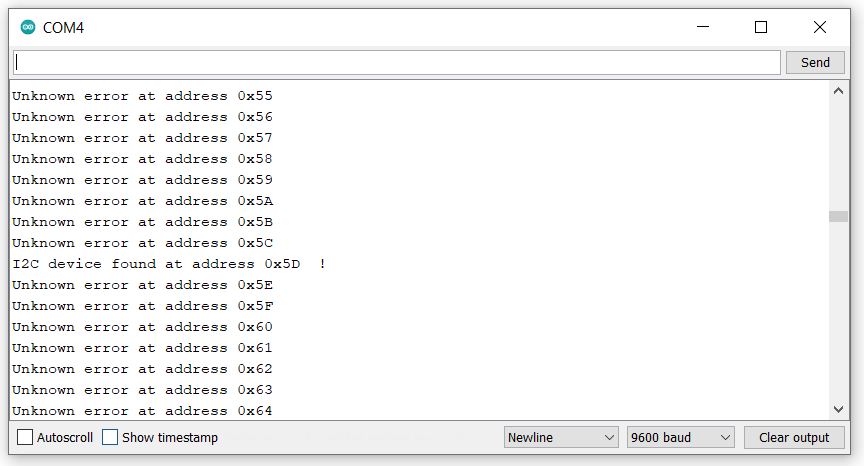 COM4
Send
Unknown error at address 0x55
Unknown error at address 0x56
Unknown error at address 0x57
Unknown error at address 0x58
Unknown error at address 0x59
Unknown error at address 0x5A
Unknown error at address 0x5B
Unknown error at address 0x5C
I2C device found at address 0x5D  !
Unknown error at address 0x5E
Unknown error at address 0x5F
Unknown error at address 0x60
Unknown error at address 0x61
Unknown error at address 0x62
Unknown error at address 0x63
Unknown error at address 0x64
Autoscroll Show timestamp Newline 9600 baud Clear output